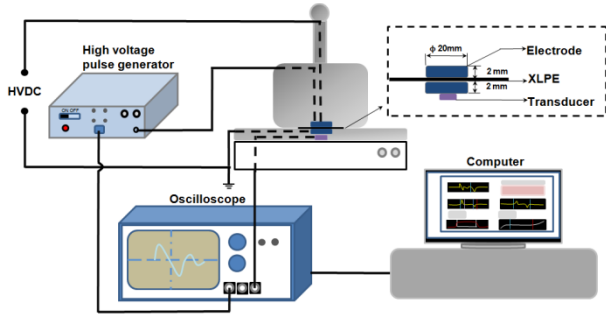 High voltage
pulse generator
HVDC
ON OFF
ϕ 20mm
Electrode
2 mm
XLPE
2 mm
Transducer
Computer
Oscilloscope